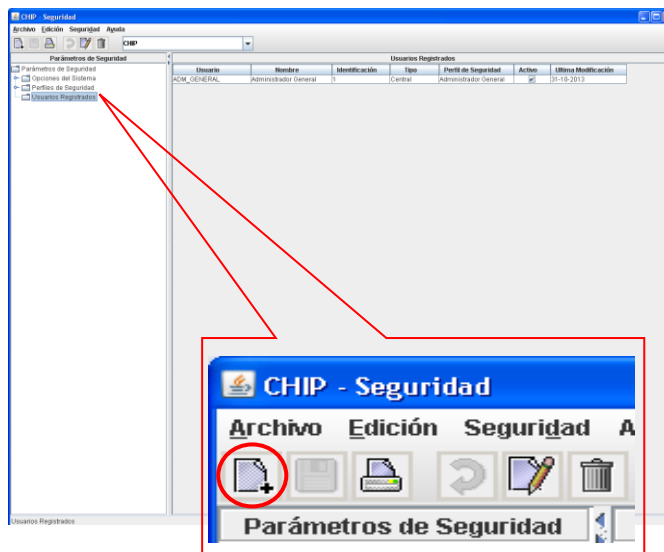 CHIP - Seguridad
Archivo Edición Seguridad Ayuda
CHIP
Parámetros de Seguridad
Usuarios Registrados
Parámetros de Seguridad
Opciones del Sistema
Perfiles de Seguridad
Usuarios Registrados
Usuario Nombre Identificación Tipo Perfil de Seguridad Activo Ultima Modificación
ADM_GENERAL Administrador General 1 Central Administrador General 31-10-2013
CHIP - Seguridad
Archivo Edición Seguridad A
Parámetros de Seguridad
Usuarios Registrados